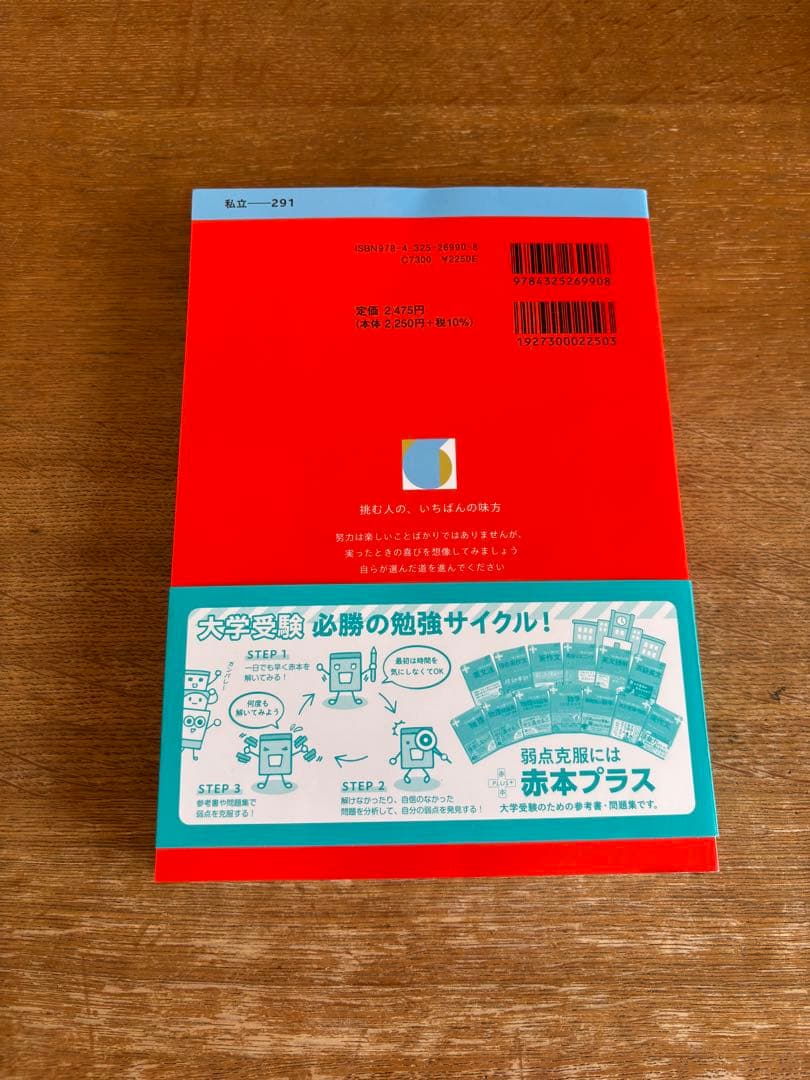 私立――291
ISBN978-4-325-26990-8
C7300 ¥2250E
9784325269908
定価 2,475円
(本体 2,250円+税10%)
1927300022503
挑む人の、いちばんの味方
努力は楽しいことばかりではありませんが、
実ったときの喜びを想像してみましょう
自らが選んだ道を進んでください
大学受験 必勝の勉強サイクル!
STEP 1
一日でも早く赤本を
解いてみる!
最初は時間を
気にしなくてOK
ガンバレー
何度も
解いてみよう
STEP 3
参考書や問題集で
弱点を克服する!
STEP 2
解けなかったり、自信のなかった
問題を分析して、自分の弱点を発見する!
弱点克服には
赤本
PLUS+
赤本プラス
大学受験のための参考書・問題集です。